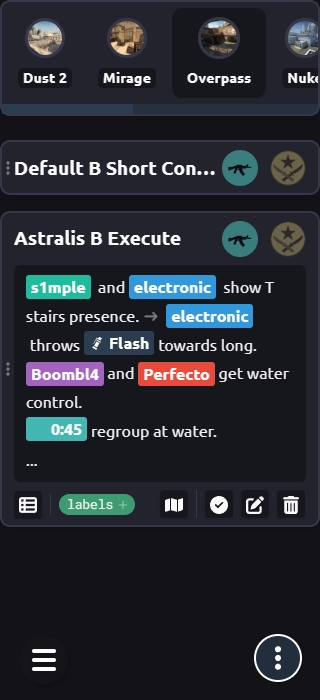 Dust 2 Mirage Overpass Nuke
Default B Short Con...
Astralis B Execute
s1mple and electronic show T
stairs presence. → electronic
throws Flash towards long.
Boombl4 and Perfecto get water
control.
0:45 regroup at water.
...
labels +